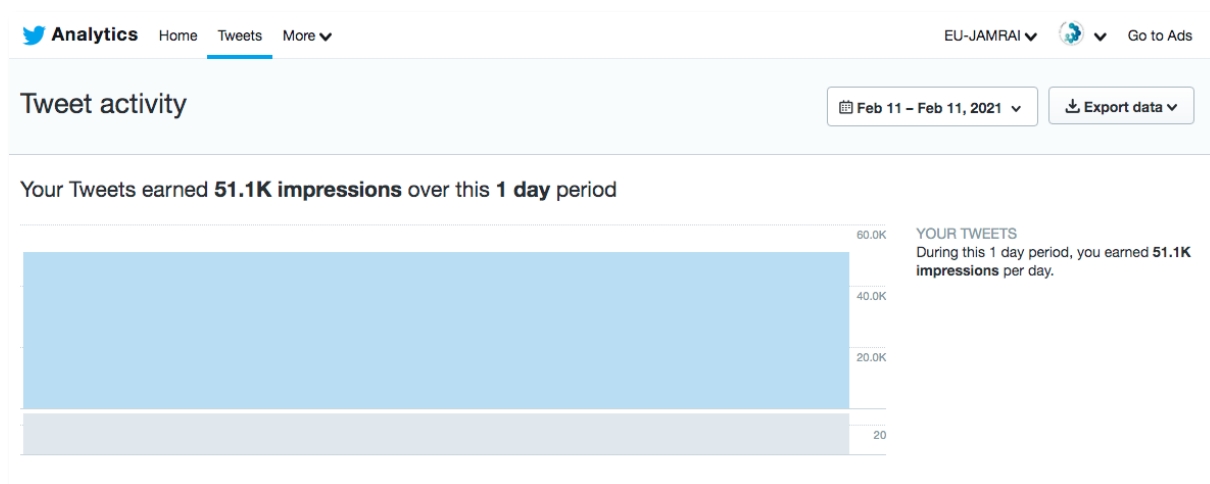 Analytics Home Tweets More EU-JAMRAI Go to Ads
Tweet activity Feb 11 – Feb 11, 2021 Export data
Your Tweets earned 51.1K impressions over this 1 day period
60.0K
40.0K
20.0K
20
YOUR TWEETS
During this 1 day period, you earned 51.1K
impressions per day.